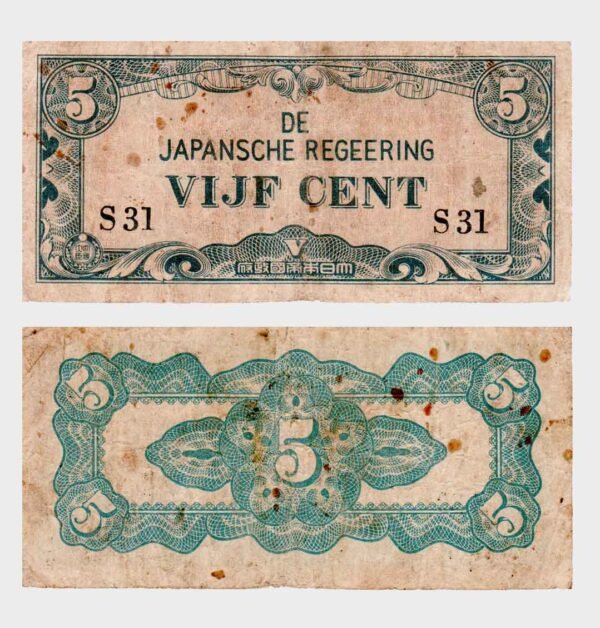 5 5
DE
JAPANSCHE REGEERING
VIJF CENT
S 31 S 31
V
府政國帝本日大
5 5
5
5 5